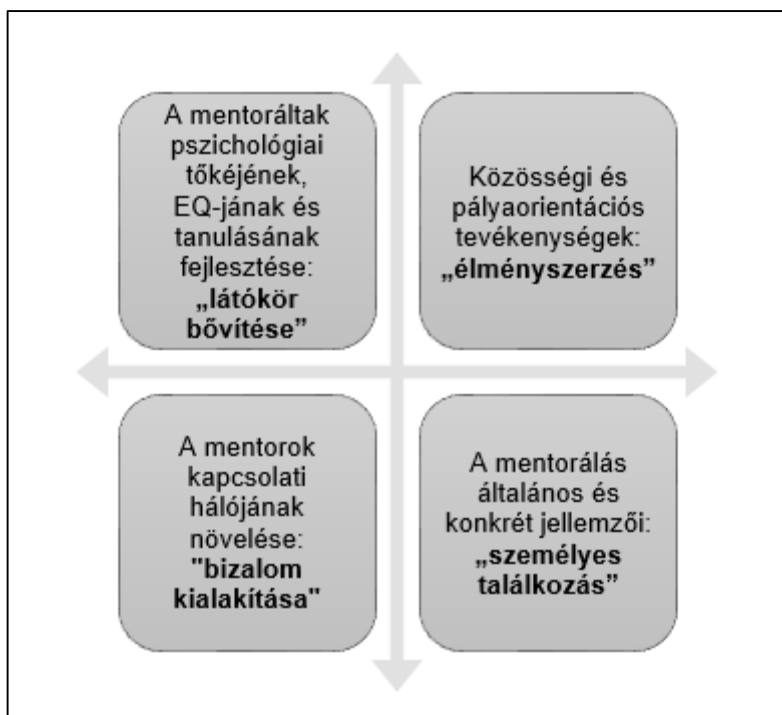 A mentoráltak
pszichológiai
tőkéjének,
EQ-jának és
tanulásának
fejlesztése:
„látókör
bővítése”
Közösségi és
pályaorientációs
tevékenységek:
„élményszerzés”
A mentorok
kapcsolati
hálójának
növelése:
"bizalom
kialakítása"
A mentorálás
általános és
konkrét jellemzői:
„személyes
találkozás”